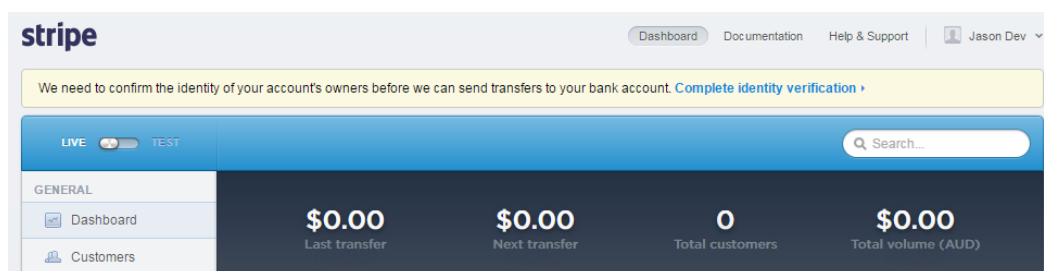 stripe
Dashboard Documentation Help & Support Jason Dev
We need to confirm the identity of your account's owners before we can send transfers to your bank account. Complete identity verification
LIVE TEST
Search...
GENERAL
Dashboard
Customers
$0.00 $0.00 0 $0.00
Last transfer Next transfer Total customers Total volume (AUD)